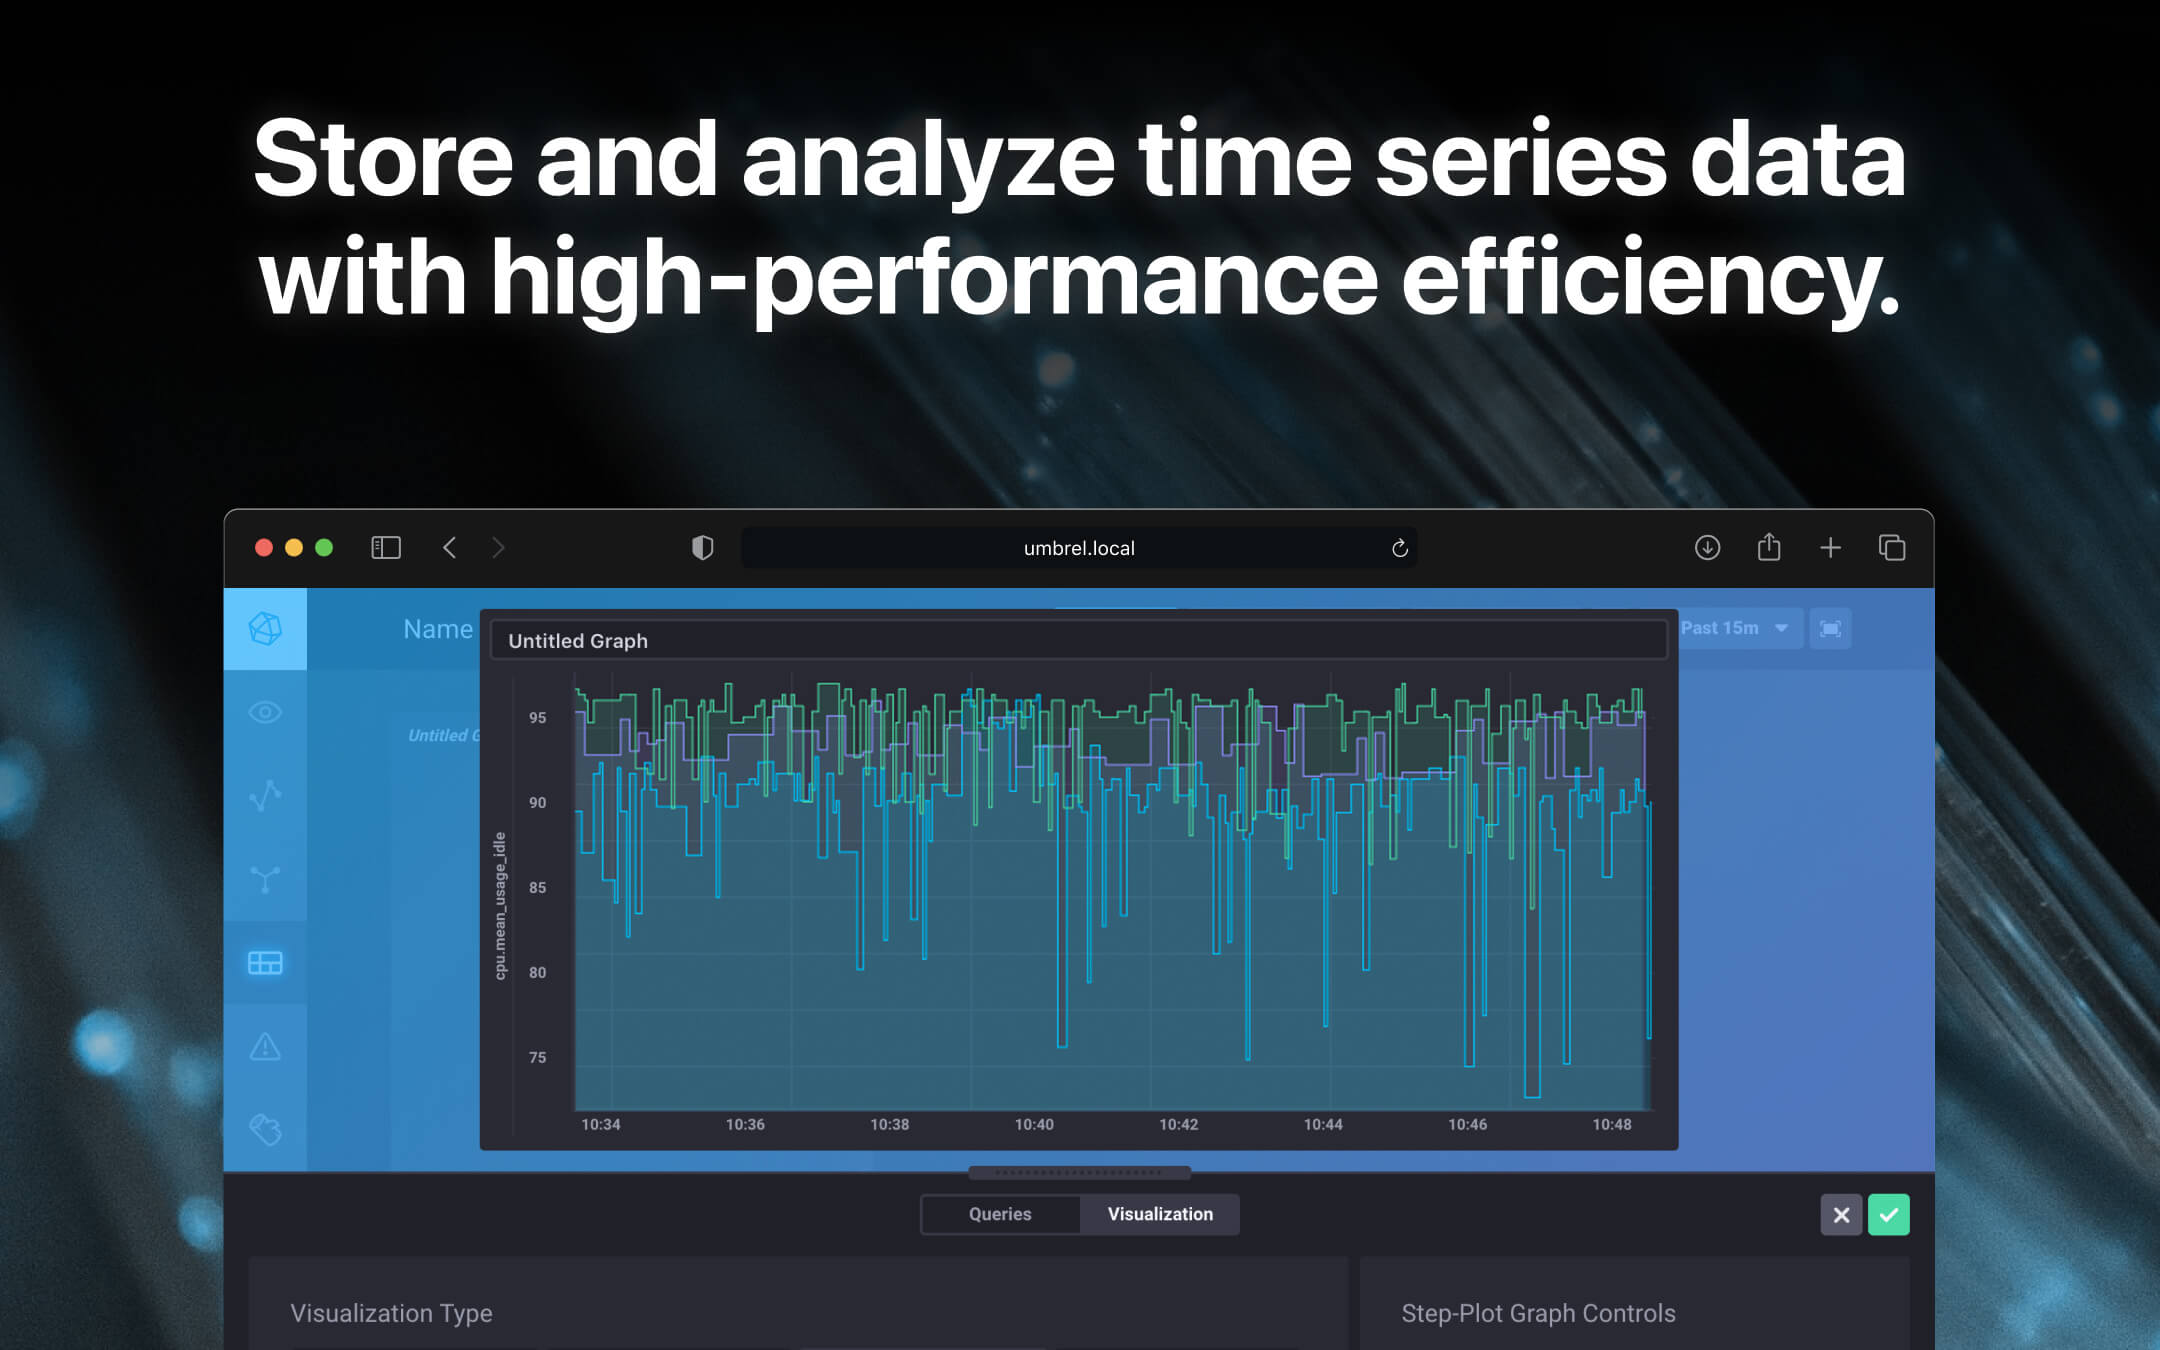 Store and analyze time series data
with high-performance efficiency.
umbrel.local
Name
Past 15m
Untitled Graph
Untitled G
95
90
85
80
75
cpu.mean_usage_idle
10:34
10:36
10:38
10:40
10:42
10:44
10:46
10:48
Queries
Visualization
Visualization Type
Step-Plot Graph Controls